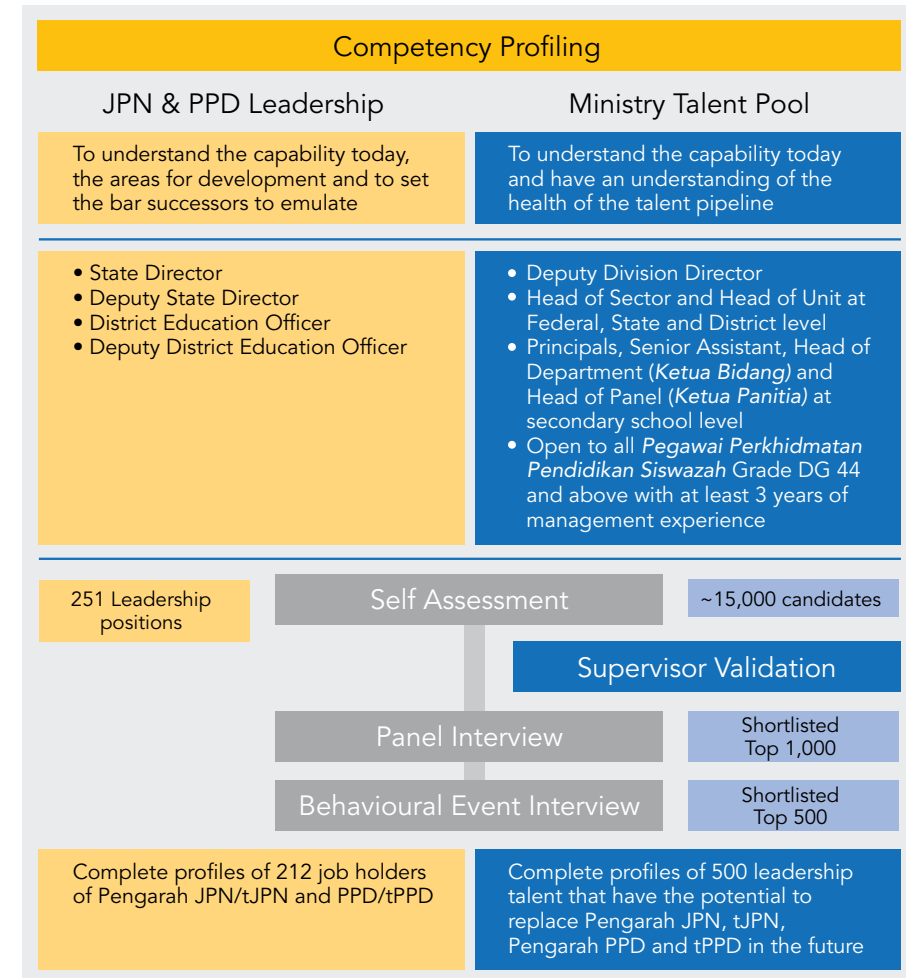 Competency Profiling
JPN & PPD Leadership
Ministry Talent Pool
To understand the capability today,
the areas for development and to set
the bar successors to emulate
To understand the capability today
and have an understanding of the
health of the talent pipeline
• State Director
• Deputy State Director
• District Education Officer
• Deputy District Education Officer
• Deputy Division Director
• Head of Sector and Head of Unit at
Federal, State and District level
• Principals, Senior Assistant, Head of
Department (Ketua Bidang) and
Head of Panel (Ketua Panitia) at
secondary school level
• Open to all Pegawai Perkhidmatan
Pendidikan Siswazah Grade DG 44
and above with at least 3 years of
management experience
251 Leadership
positions
Self Assessment
~15,000 candidates
Supervisor Validation
Panel Interview
Shortlisted
Top 1,000
Behavioural Event Interview
Shortlisted
Top 500
Complete profiles of 212 job holders
of Pengarah JPN/tJPN and PPD/tPPD
Complete profiles of 500 leadership
talent that have the potential to
replace Pengarah JPN, tJPN,
Pengarah PPD and tPPD in the future